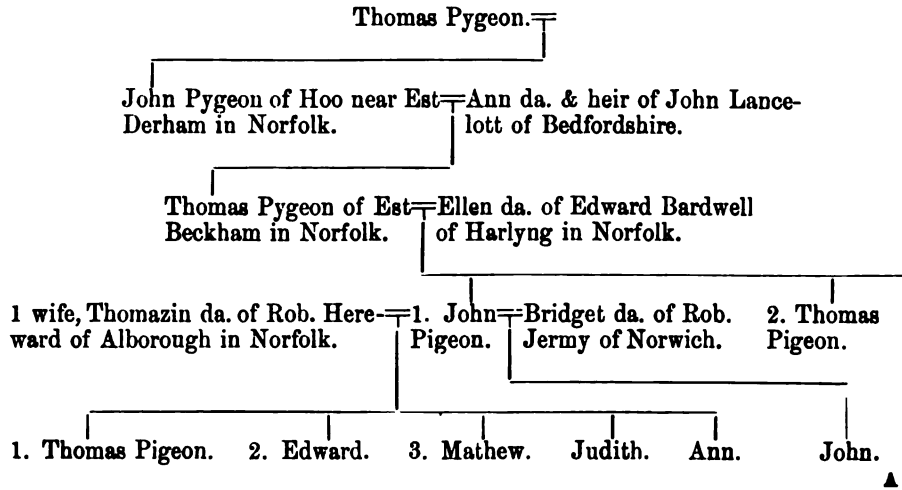 Thomas Pygeon.
John Pygeon of Hoo near Est
Derham in Norfolk.
Ann da. & heir of John Lance-
lott of Bedfordshire.
Thomas Pygeon of Est
Beckham in Norfolk.
Ellen da. of Edward Bardwell
of Harlyng in Norfolk.
1 wife, Thomazin da. of Rob. Here-
ward of Alborough in Norfolk.
1. John
Pigeon.
Bridget da. of Rob.
Jermy of Norwich.
2. Thomas
Pigeon.
1. Thomas Pigeon. 2. Edward. 3. Mathew. Judith. Ann. John.
A